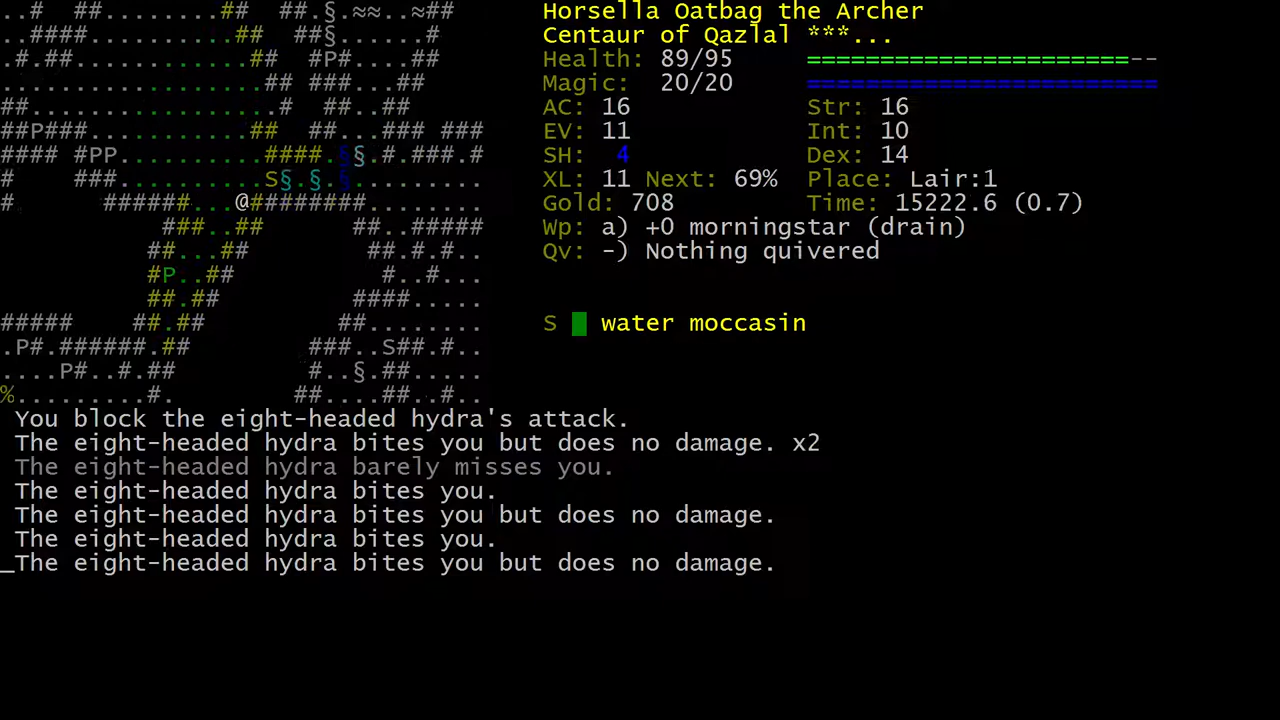 ..#  ##........##  ##.§.≈≈..≈##       Horsella Oatbag the Archer
..####..........##  ##§......#        Centaur of Qazlal ***...
.#.##............##  #P#....##        Health: 89/95      ======================--
..................## ###...##         Magic:  20/20      ========================
##.................#  ##..##          AC: 16             Str: 16
##P###...........##  ##...### ###     EV: 11             Int: 10
#### #PP..........####.§§.#.###.#     SH:  4             Dex: 14
#    ###..........S§.§.§.........     XL: 11 Next: 69%   Place: Lair:1
#      ######...@########........     Gold: 708          Time: 15222.6 (0.7)
###..## ##..#####                     Wp: a) +0 morningstar (drain)
##...## ##.#.#..                      Qv: -) Nothing quivered
#P..## #..#...
##.## ####.....
##### ##.## ##.......                 S   water moccasin
.P#.######.## ###..S##.#..
....P#..#.## #..§.##.....
%.........#. ##....##..#..
You block the eight-headed hydra's attack.
The eight-headed hydra bites you but does no damage. x2
The eight-headed hydra barely misses you.
The eight-headed hydra bites you.
The eight-headed hydra bites you but does no damage.
The eight-headed hydra bites you.
_The eight-headed hydra bites you but does no damage.